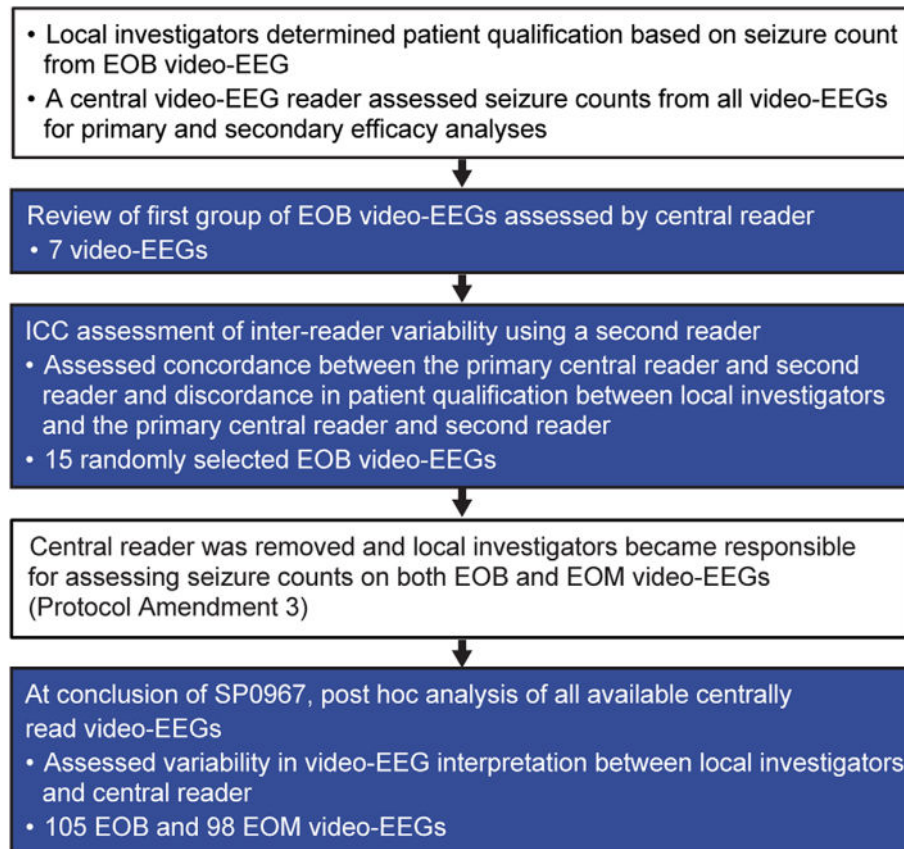 • Local investigators determined patient qualification based on seizure count
from EOB video-EEG
• A central video-EEG reader assessed seizure counts from all video-EEGs
for primary and secondary efficacy analyses
Review of first group of EOB video-EEGs assessed by central reader
• 7 video-EEGs
ICC assessment of inter-reader variability using a second reader
• Assessed concordance between the primary central reader and second
reader and discordance in patient qualification between local investigators
and the primary central reader and second reader
• 15 randomly selected EOB video-EEGs
Central reader was removed and local investigators became responsible
for assessing seizure counts on both EOB and EOM video-EEGs
(Protocol Amendment 3)
At conclusion of SP0967, post hoc analysis of all available centrally
read video-EEGs
• Assessed variability in video-EEG interpretation between local investigators
and central reader
• 105 EOB and 98 EOM video-EEGs